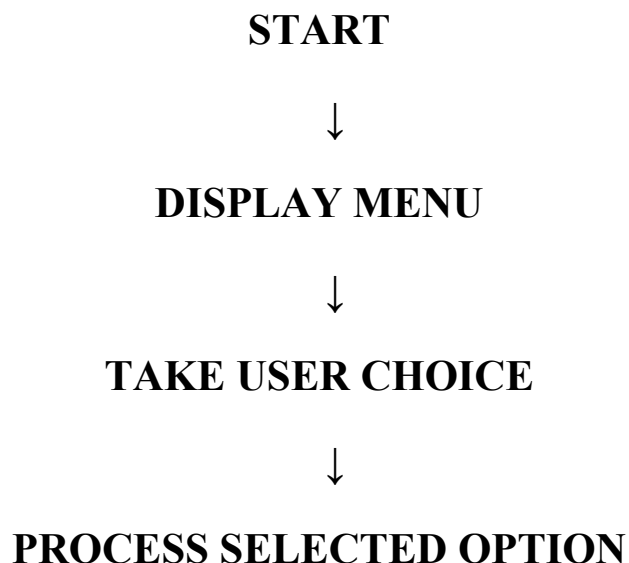 START
↓
DISPLAY MENU
↓
TAKE USER CHOICE
↓
PROCESS SELECTED OPTION